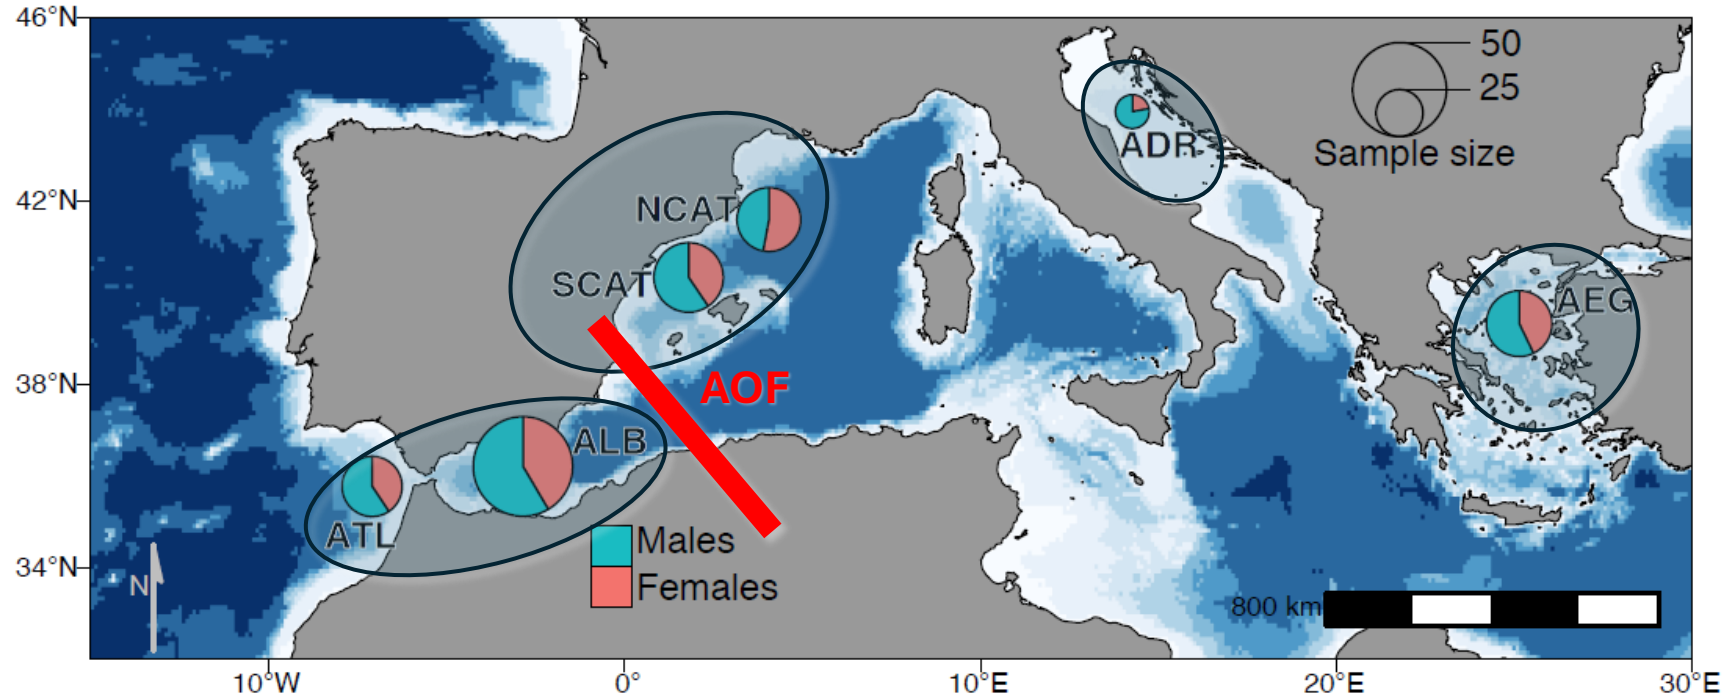 46°N
42°N
38°N
34°N
50
25
Sample size
ADR
NCAT
SCAT
AEG
AOF
ALB
ATL
Males
Females
N
800 km
10°W
0°
10°E
20°E
30°E